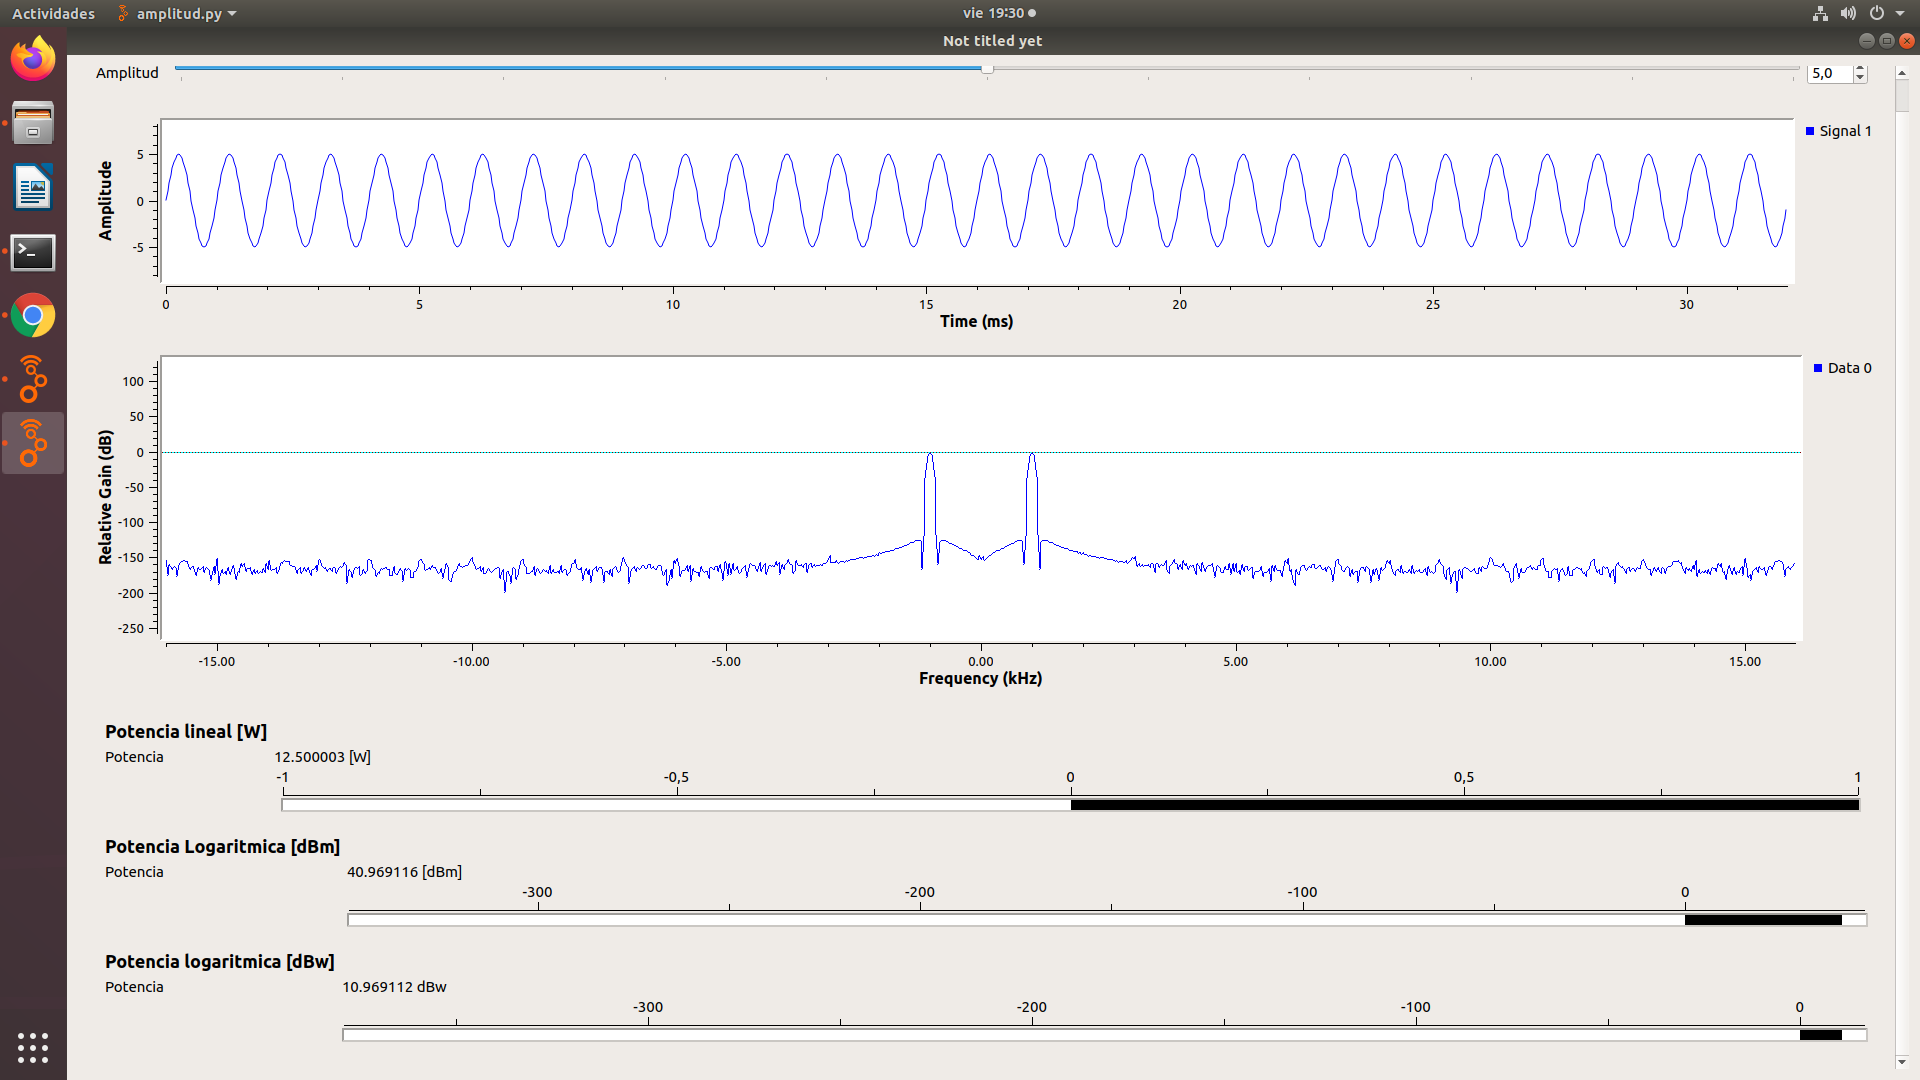 Actividades amplitud.py vie 19:30
Not titled yet
Amplitud 5,0
Signal 1
Amplitude
5
0
-5
0 5 10 15 20 25 30
Time (ms)
Data 0
Relative Gain (dB)
100
50
0
-50
-100
-150
-200
-250
-15.00 -10.00 -5.00 0.00 5.00 10.00 15.00
Frequency (kHz)
Potencia lineal [W]
Potencia 12.500003 [W]
-1 -0,5 0 0,5 1
Potencia Logaritmica [dBm]
Potencia 40.969116 [dBm]
-300 -200 -100 0
Potencia logaritmica [dBw]
Potencia 10.969112 dBw
-300 -200 -100 0